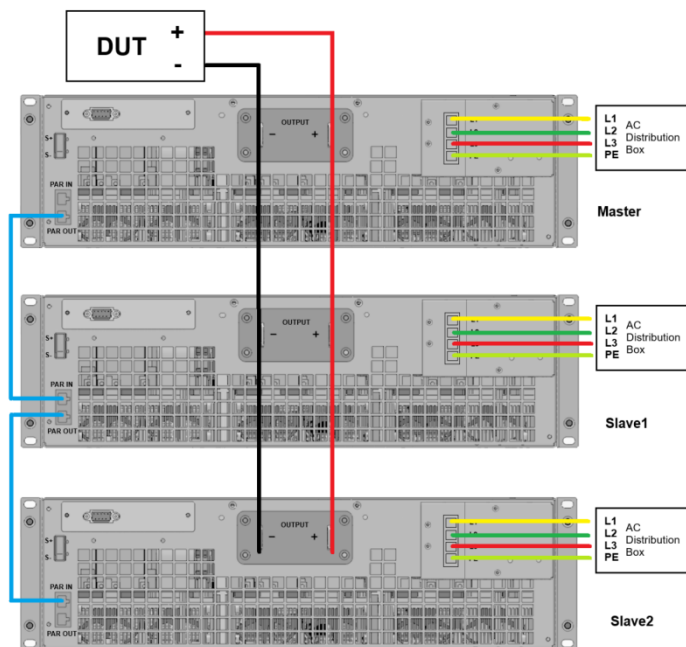 DUT + -
OUTPUT
- +
S+
S-
PAR IN
PAR OUT
L1
L2
L3
PE
AC
Distribution
Box
Master
OUTPUT
- +
S+
S-
PAR IN
PAR OUT
L1
L2
L3
PE
AC
Distribution
Box
Slave1
OUTPUT
- +
S+
S-
PAR IN
PAR OUT
L1
L2
L3
PE
AC
Distribution
Box
Slave2